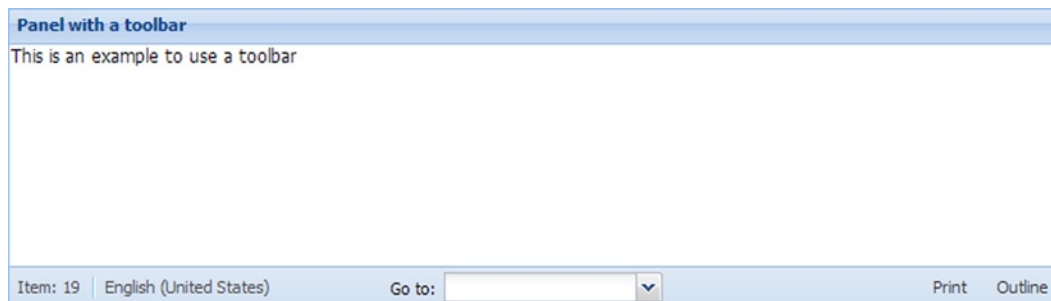 Panel with a toolbar
This is an example to use a toolbar
Item: 19 English (United States) Go to: Print Outline